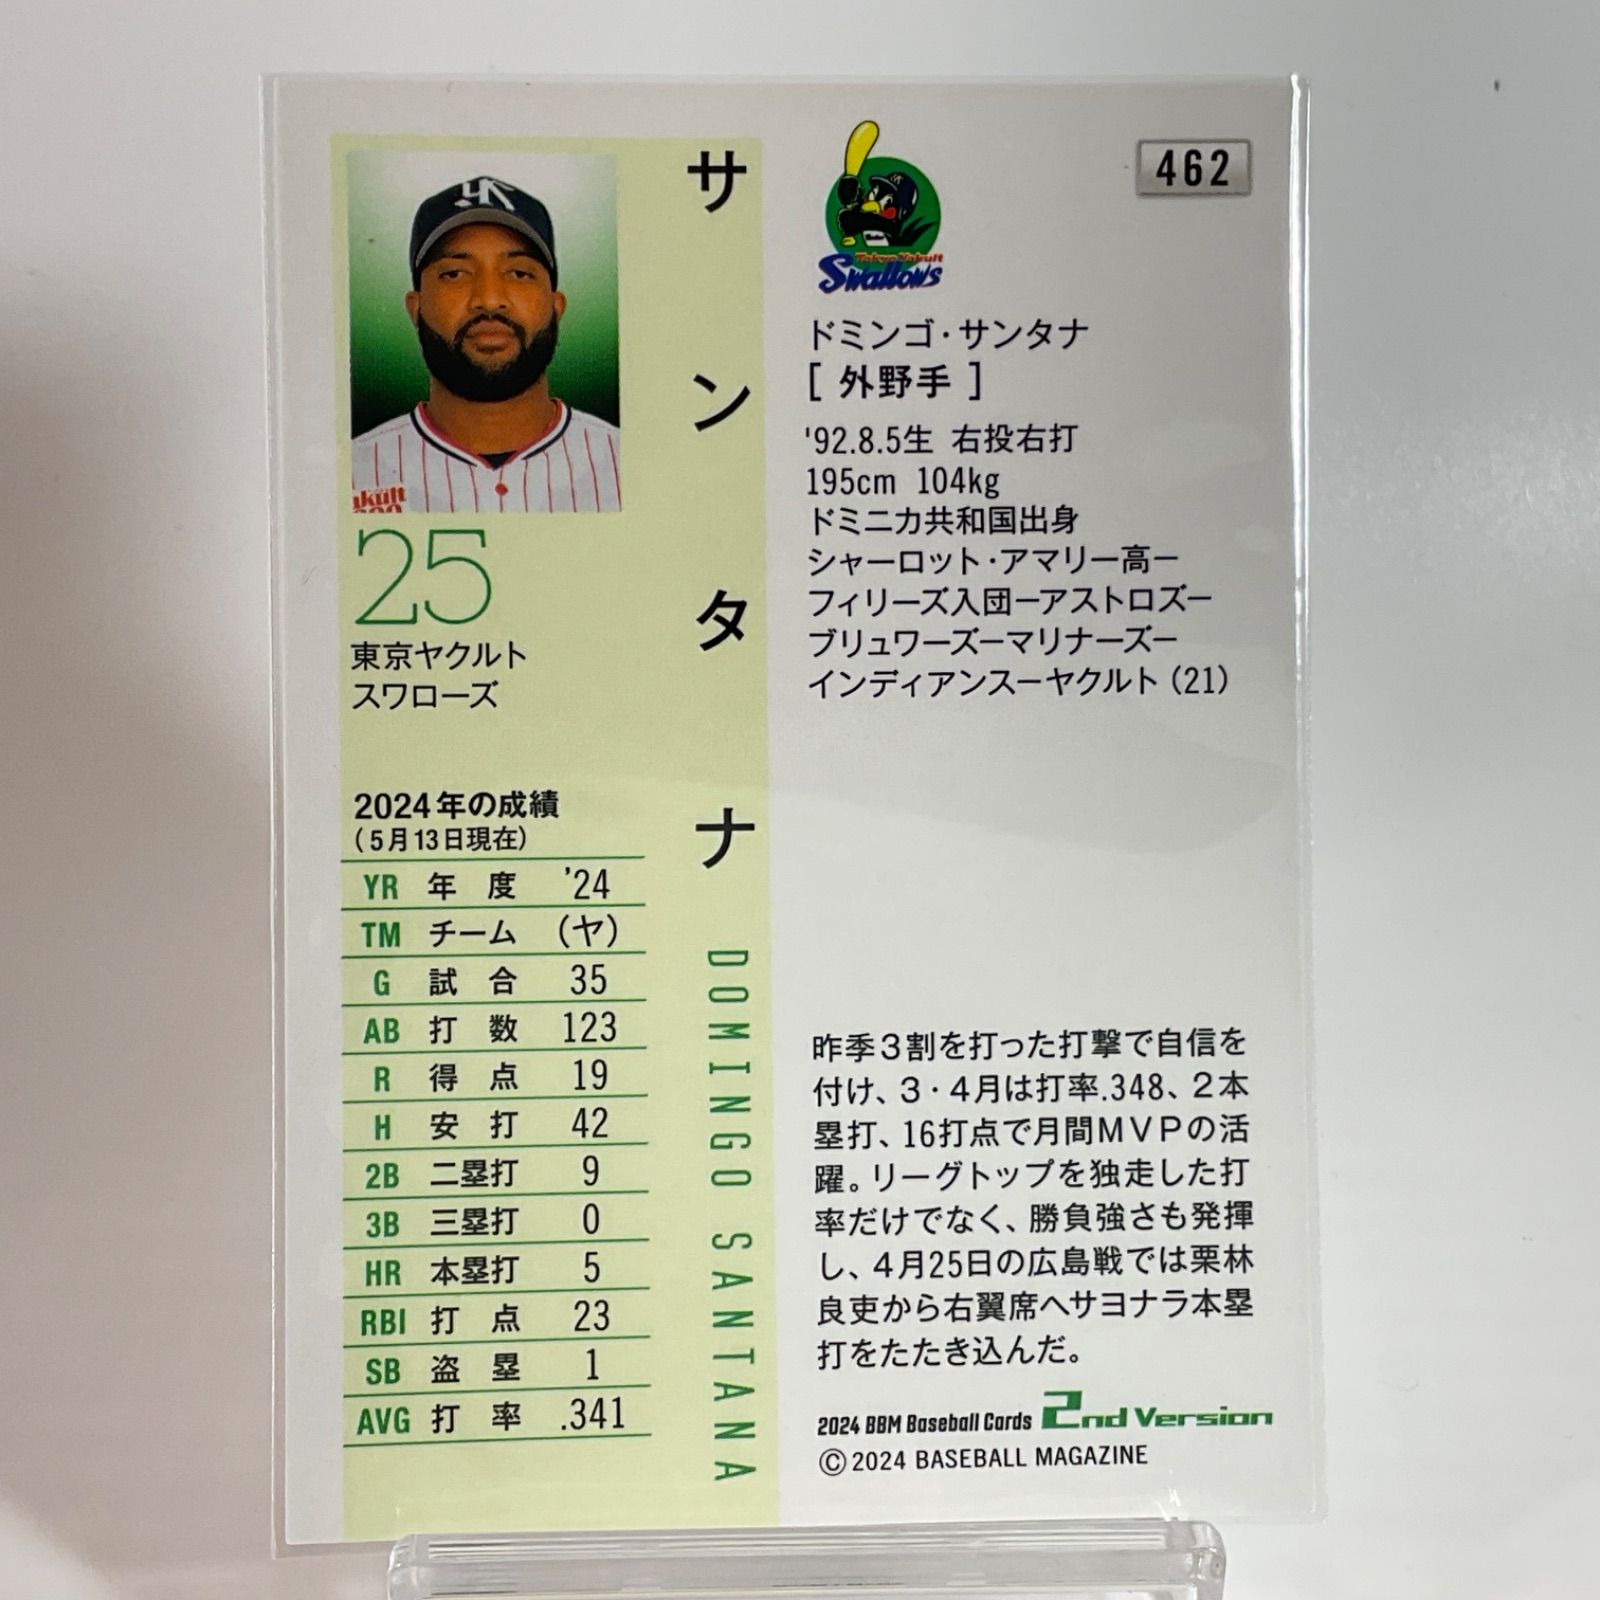 サンタナ
DOMINGO SANTANA
25
東京ヤクルト
スワローズ
2024年の成績
(5月13日現在)
YR 年度 '24
TM チーム (ヤ)
G 試合 35
AB 打数 123
R 得点 19
H 安打 42
2B 二塁打 9
3B 三塁打 0
HR 本塁打 5
RBI 打点 23
SB 盗塁 1
AVG 打率 .341
Tokyo Yakult
Swallows
462
ドミンゴ・サンタナ
[ 外野手 ]
'92.8.5生 右投右打
195cm 104kg
ドミニカ共和国出身
シャーロット・アマリー高ー
フィリーズ入団ーアストロズー
ブリュワーズーマリナーズー
インディアンスーヤクルト(21)
昨季3割を打った打撃で自信を
付け、3・4月は打率.348、2本
塁打、16打点で月間MVPの活
躍。リーグトップを独走した打
率だけでなく、勝負強さも発揮
し、4月25日の広島戦では栗林
良吏から右翼席へサヨナラ本塁
打をたたき込んだ。
2024 BBM Baseball Cards 2nd Version
©2024 BASEBALL MAGAZINE